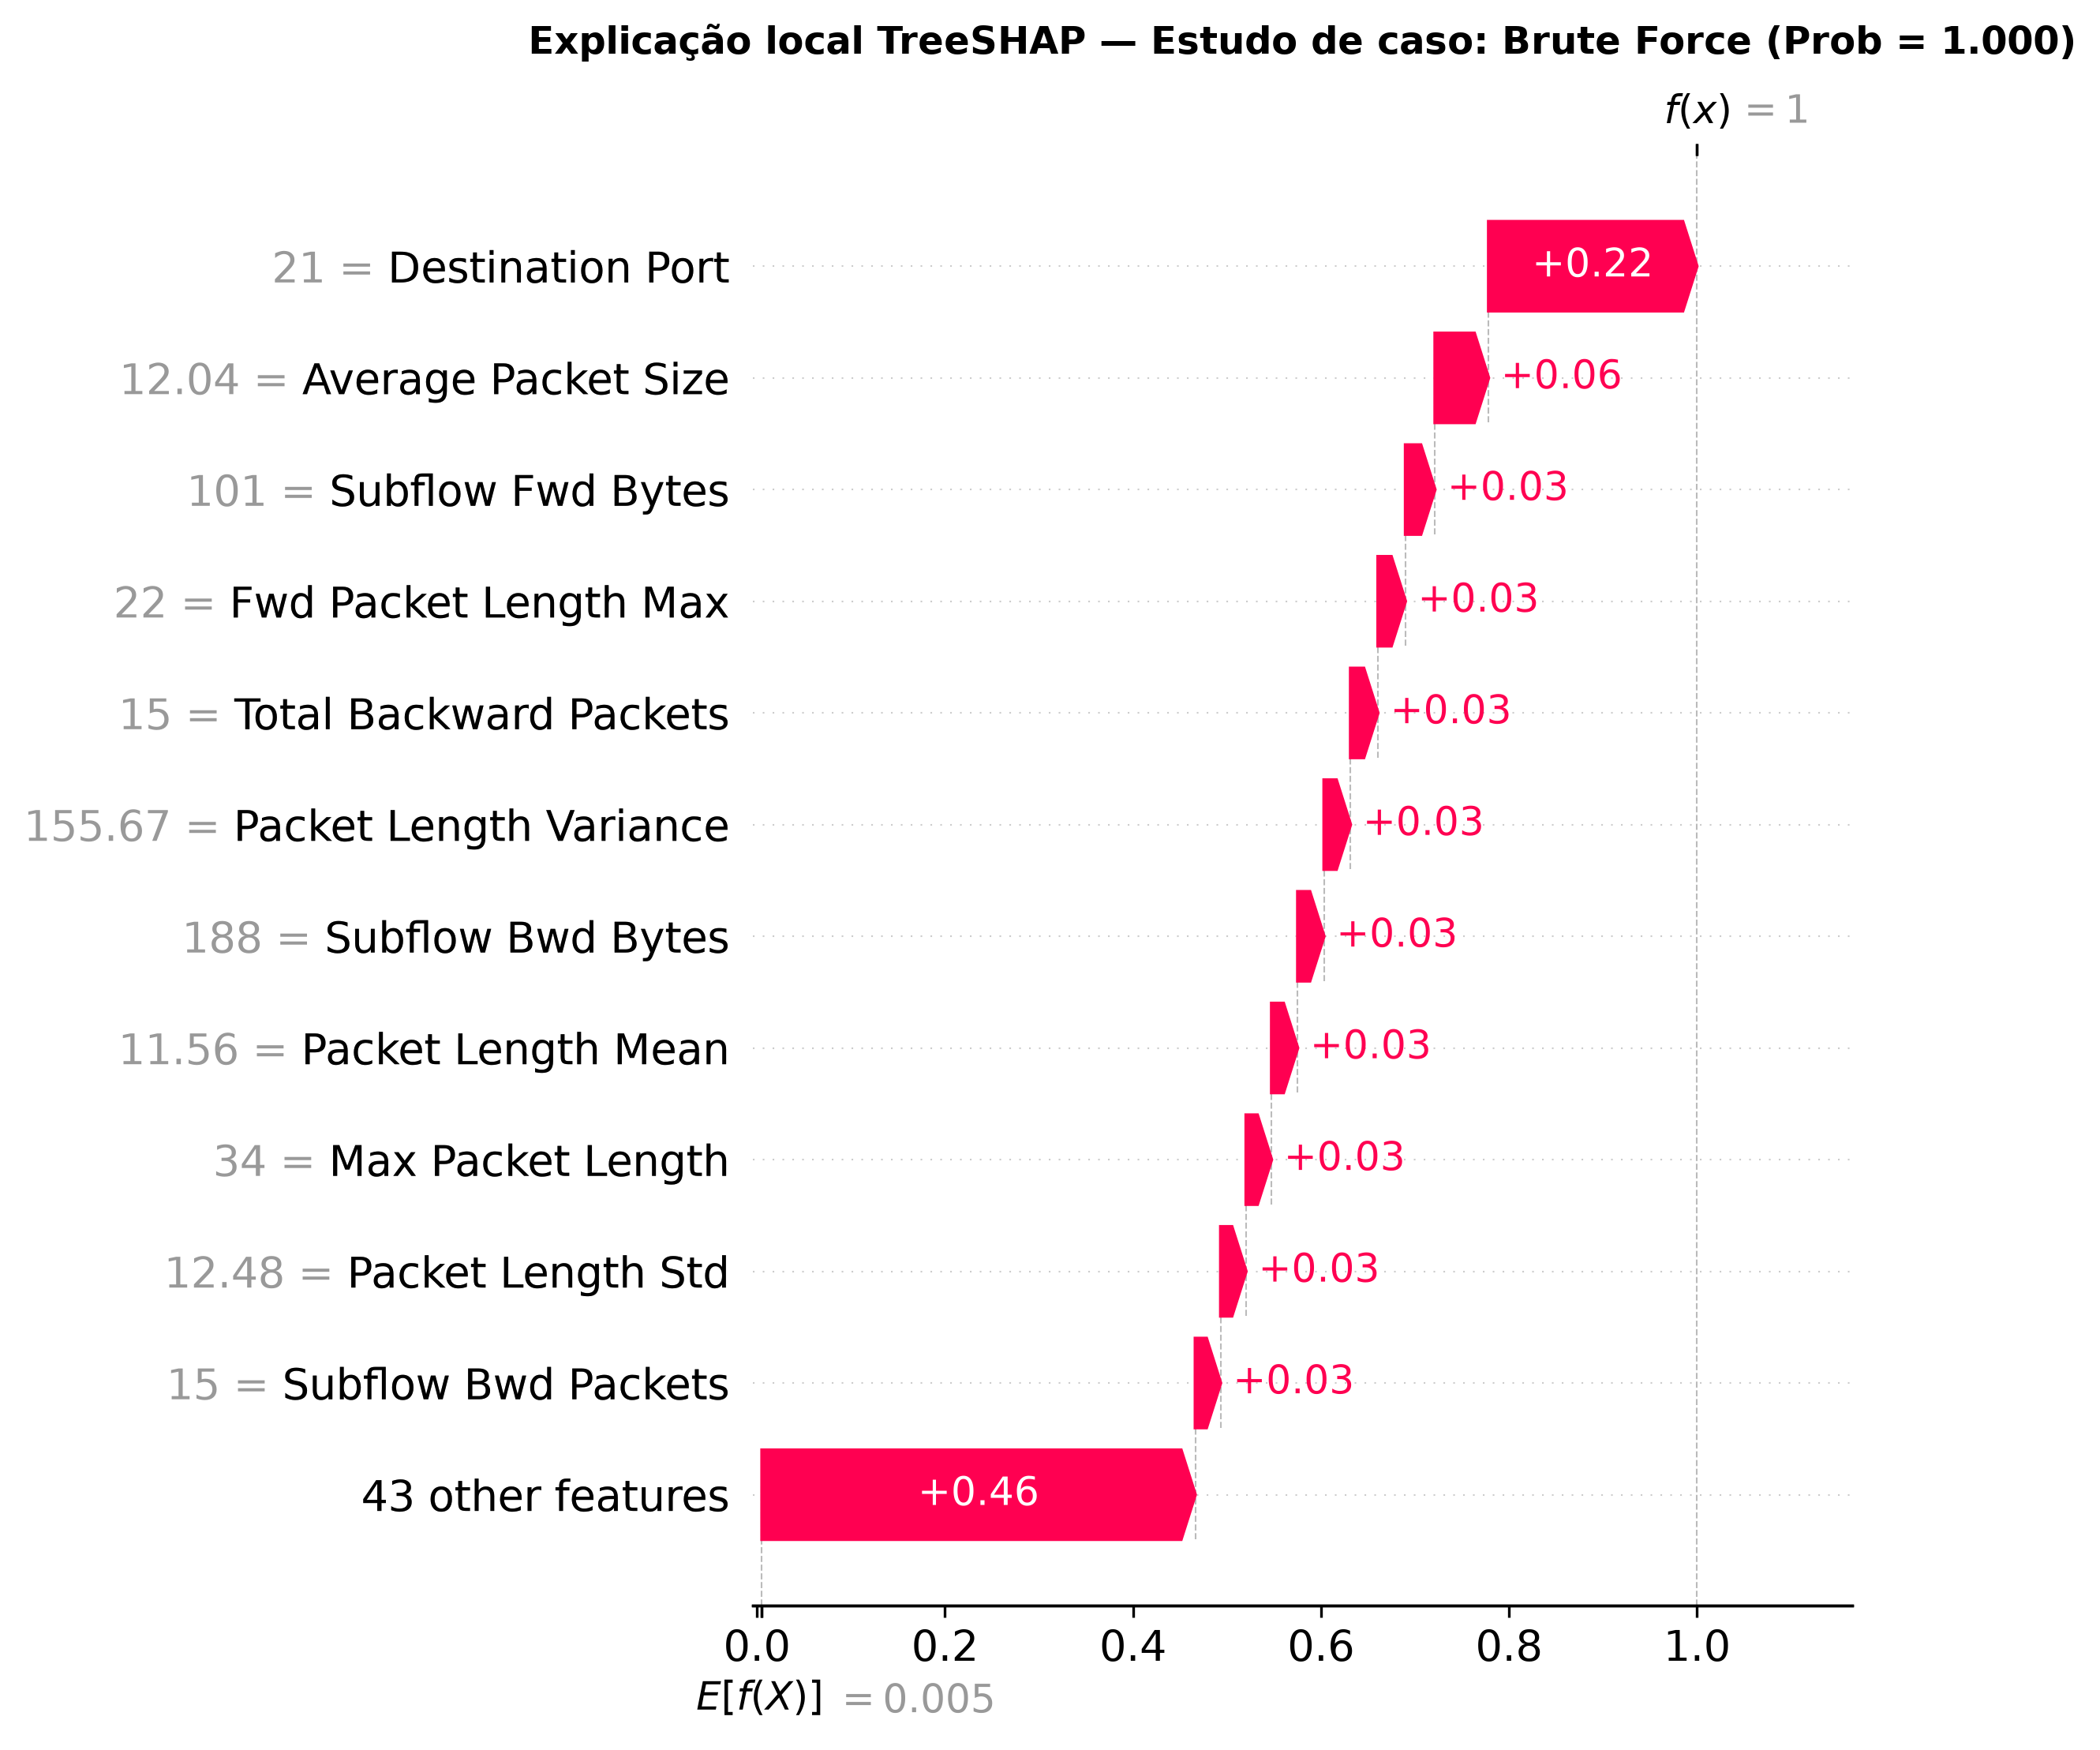 Explicação local TreeSHAP — Estudo de caso: Brute Force (Prob = 1.000)
f(x) = 1
21 = Destination Port +0.22
12.04 = Average Packet Size +0.06
101 = Subflow Fwd Bytes +0.03
22 = Fwd Packet Length Max +0.03
15 = Total Backward Packets +0.03
155.67 = Packet Length Variance +0.03
188 = Subflow Bwd Bytes +0.03
11.56 = Packet Length Mean +0.03
34 = Max Packet Length +0.03
12.48 = Packet Length Std +0.03
15 = Subflow Bwd Packets +0.03
43 other features +0.46
0.0 0.2 0.4 0.6 0.8 1.0
E[f(X)] = 0.005